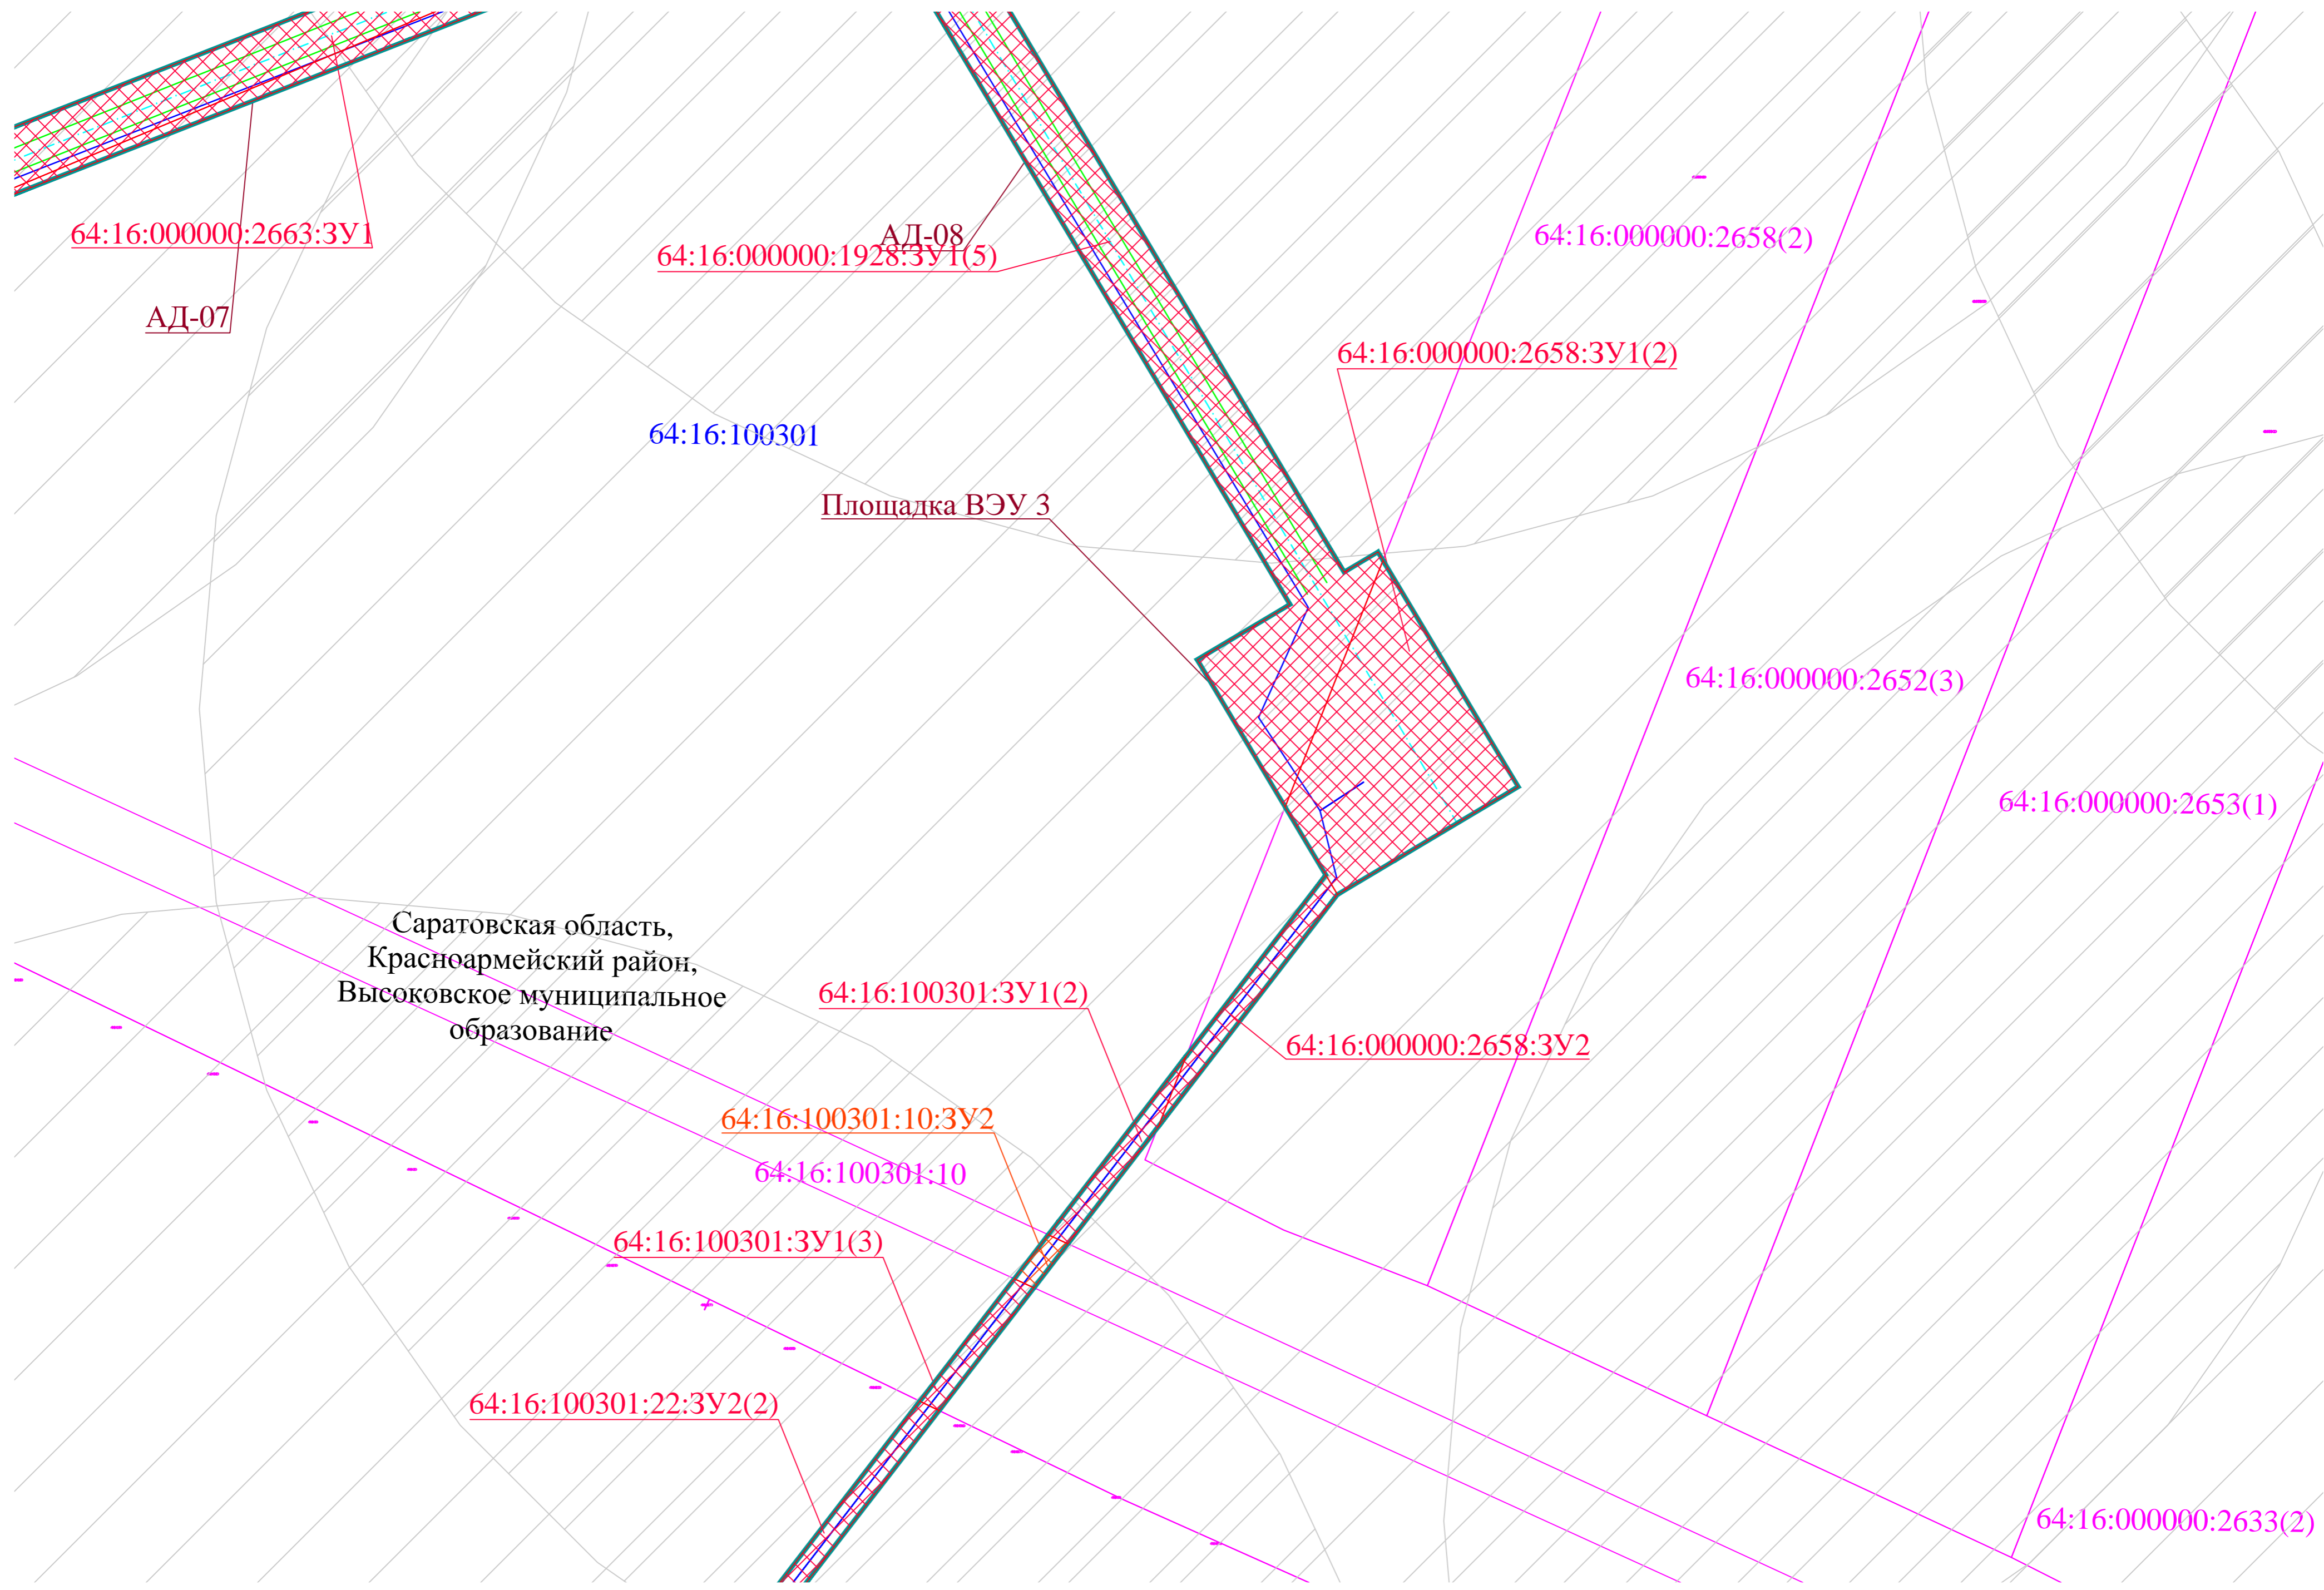 64:16:000000:2663:ЗУ1
АД-08
64:16:000000:2658(2)
64:16:000000:1928:ЗУ1(5)
АД-07
64:16:000000:2658:ЗУ1(2)
64:16:100301
Площадка ВЭУ 3
64:16:000000:2652(3)
64:16:000000:2653(1)
Саратовская область,
Красноармейский район,
Высоковское муниципальное
образование
64:16:100301:ЗУ1(2)
64:16:000000:2658:ЗУ2
64:16:100301:10:ЗУ2
64:16:100301:10
64:16:100301:ЗУ1(3)
64:16:100301:22:ЗУ2(2)
64:16:000000:2633(2)